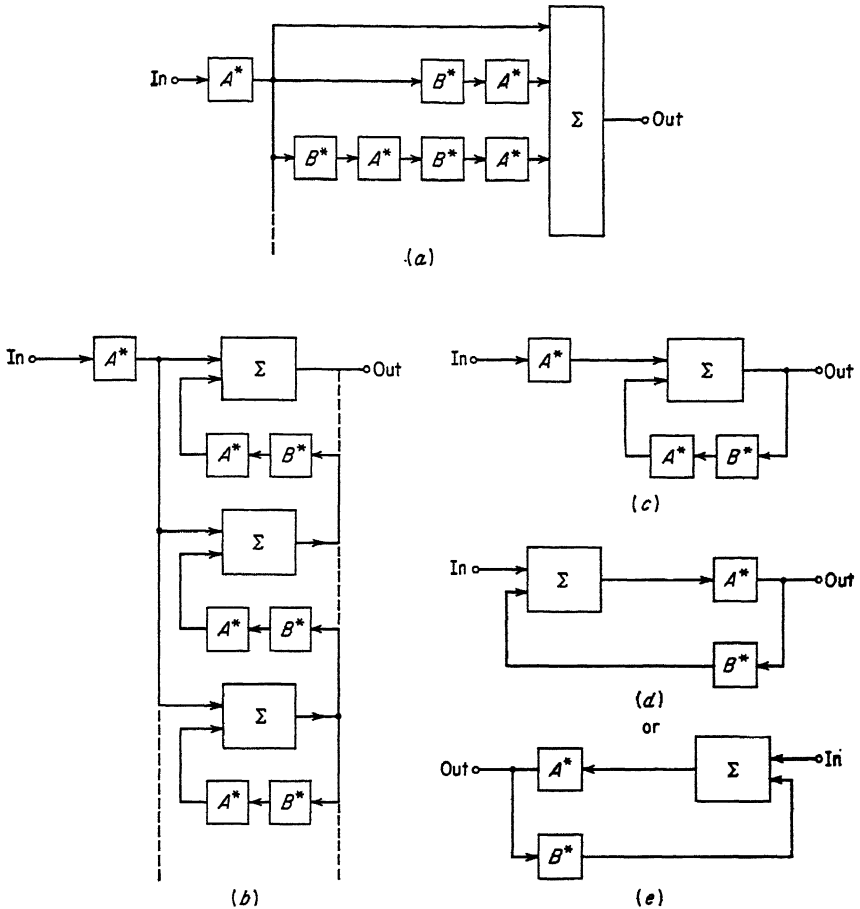 In A* B* A* Σ Out
B* A* B* A*
(a)
In A* Σ Out
A* B*
Σ
A* B*
Σ
A* B*
(b)
In A* Σ Out
A* B*
(c)
In Σ A* Out
B*
(d)
or
Out A* Σ In
B*
(e)